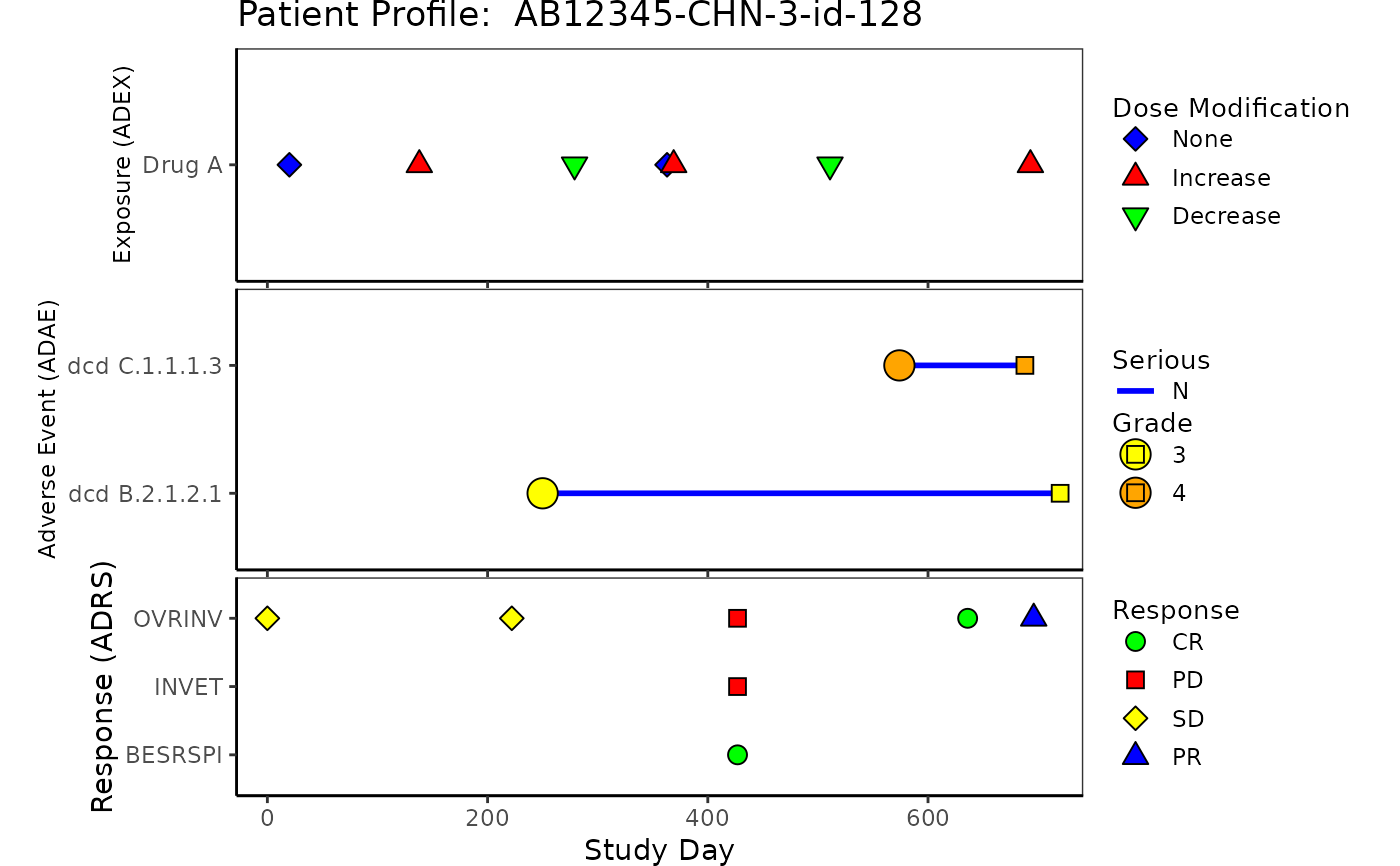 Patient Profile:  AB12345-CHN-3-id-128
Exposure (ADEX)
Drug A
Dose Modification
None
Increase
Decrease
Adverse Event (ADAE)
dcd C.1.1.1.3
dcd B.2.1.2.1
Serious
N
Grade
3
4
Response (ADRS)
OVRINV
INVET
BESRSPI
Response
CR
PD
SD
PR
0 200 400 600
Study Day